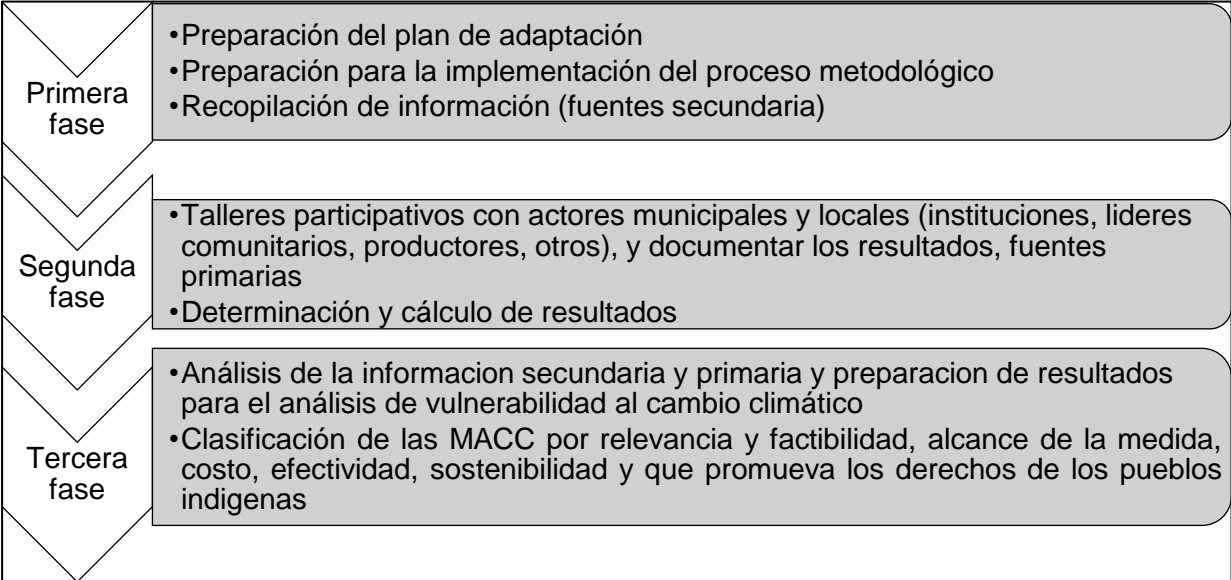 Primera
fase
•Preparación del plan de adaptación
•Preparación para la implementación del proceso metodológico
•Recopilación de información (fuentes secundaria)
Segunda
fase
•Talleres participativos con actores municipales y locales (instituciones, lideres
comunitarios, productores, otros), y documentar los resultados, fuentes
primarias
•Determinación y cálculo de resultados
Tercera
fase
•Análisis de la informacion secundaria y primaria y preparacion de resultados
para el análisis de vulnerabilidad al cambio climático
•Clasificación de las MACC por relevancia y factibilidad, alcance de la medida,
costo, efectividad, sostenibilidad y que promueva los derechos de los pueblos
indigenas